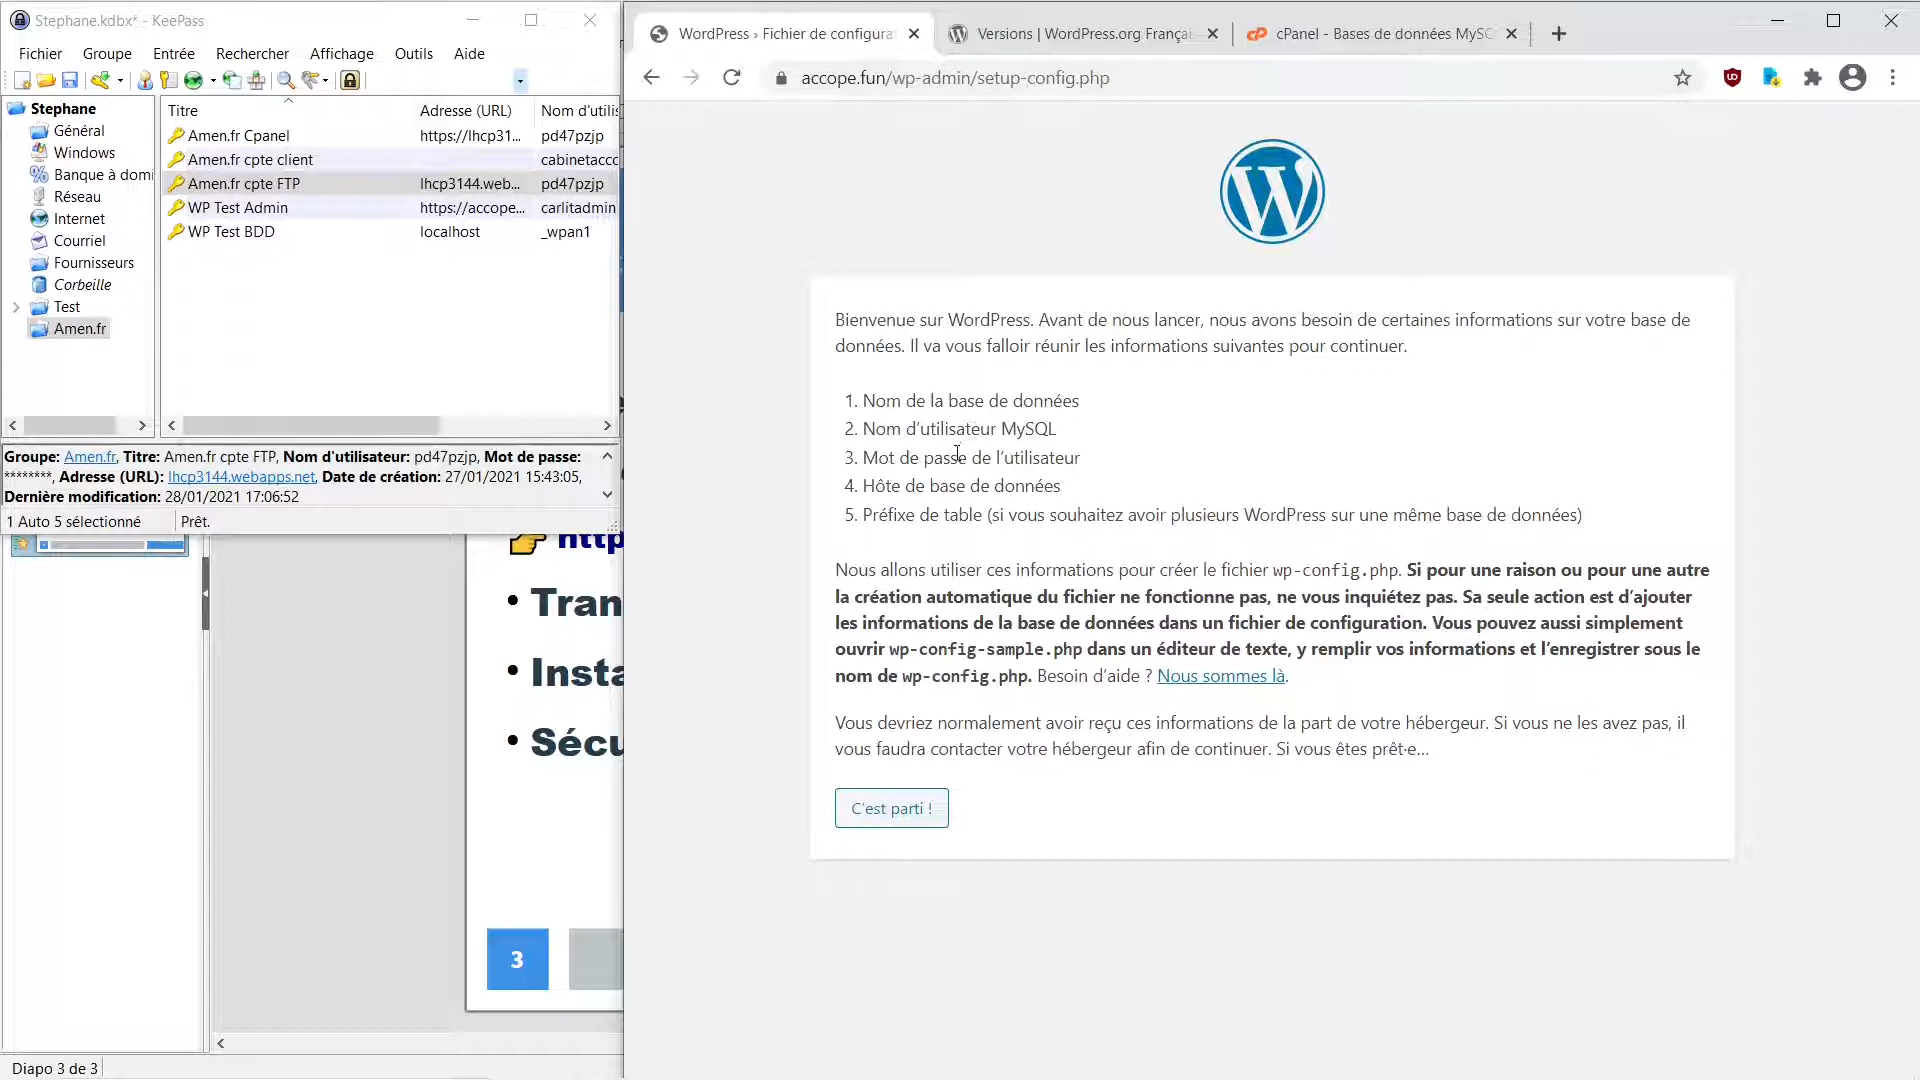 Stephane.kdbx* - KeePass
Fichier Groupe Entrée Rechercher Affichage Outils Aide
Stephane
Général
Windows
Banque à domi
Réseau
Internet
Courriel
Fournisseurs
Corbeille
Test
Amen.fr
Titre Adresse (URL) Nom d'utilis
Amen.fr Cpanel https://lhcp31... pd47pzjp
Amen.fr cpte client cabinetacco
Amen.fr cpte FTP lhcp3144.web... pd47pzjp
WP Test Admin https://accope... carlitadmin
WP Test BDD localhost _wpan1
Groupe: Amen.fr, Titre: Amen.fr cpte FTP, Nom d'utilisateur: pd47pzjp, Mot de passe:
********, Adresse (URL): lhcp3144.webapps.net, Date de création: 27/01/2021 15:43:05,
Dernière modification: 28/01/2021 17:06:52
1 Auto 5 sélectionné Prêt.
http
• Tran
• Insta
• Sécu
3
Diapo 3 de 3
WordPress › Fichier de configurat
Versions | WordPress.org Françai
cPanel - Bases de données MySQ
accope.fun/wp-admin/setup-config.php
Bienvenue sur WordPress. Avant de nous lancer, nous avons besoin de certaines informations sur votre base de
données. Il va vous falloir réunir les informations suivantes pour continuer.
1. Nom de la base de données
2. Nom d’utilisateur MySQL
3. Mot de passe de l’utilisateur
4. Hôte de base de données
5. Préfixe de table (si vous souhaitez avoir plusieurs WordPress sur une même base de données)
Nous allons utiliser ces informations pour créer le fichier wp-config.php. Si pour une raison ou pour une autre
la création automatique du fichier ne fonctionne pas, ne vous inquiétez pas. Sa seule action est d’ajouter
les informations de la base de données dans un fichier de configuration. Vous pouvez aussi simplement
ouvrir wp-config-sample.php dans un éditeur de texte, y remplir vos informations et l’enregistrer sous le
nom de wp-config.php. Besoin d’aide ? Nous sommes là.
Vous devriez normalement avoir reçu ces informations de la part de votre hébergeur. Si vous ne les avez pas, il
vous faudra contacter votre hébergeur afin de continuer. Si vous êtes prêt·e…
C’est parti !